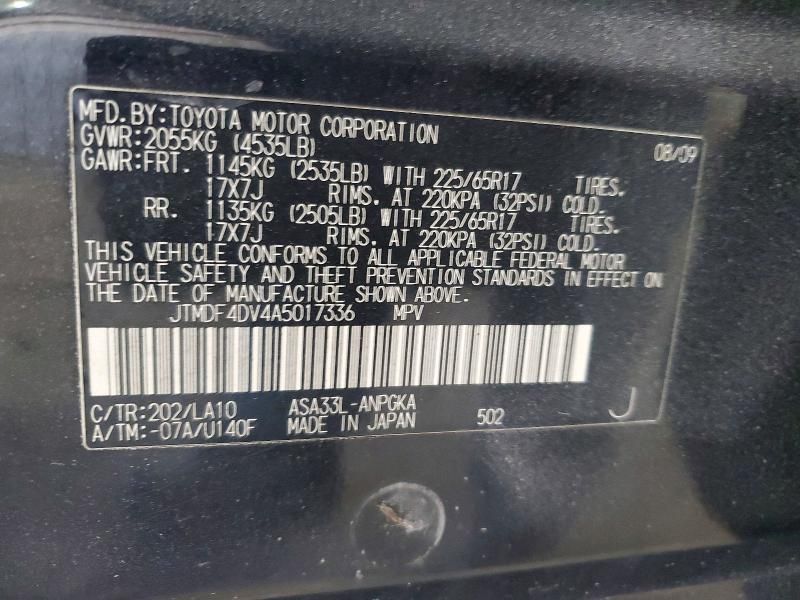 MFD.BY:TOYOTA MOTOR CORPORATION 08/09
GVWR:2055KG (4535LB)
GAWR:FRT. 1145KG (2535LB) WITH 225/65R17 TIRES.
17X7J RIMS. AT 220KPA (32PSI) COLD.
RR. 1135KG (2505LB) WITH 225/65R17 TIRES.
17X7J RIMS. AT 220KPA (32PSI) COLD.
THIS VEHICLE CONFORMS TO ALL APPLICABLE FEDERAL MOTOR
VEHICLE SAFETY AND THEFT PREVENTION STANDARDS IN EFFECT ON
THE DATE OF MANUFACTURE SHOWN ABOVE.
JTMDF4DV4A5017336 MPV
C/TR:202/LA10 ASA33L-ANPGKA
A/TM:-07A/U140F MADE IN JAPAN 502 J